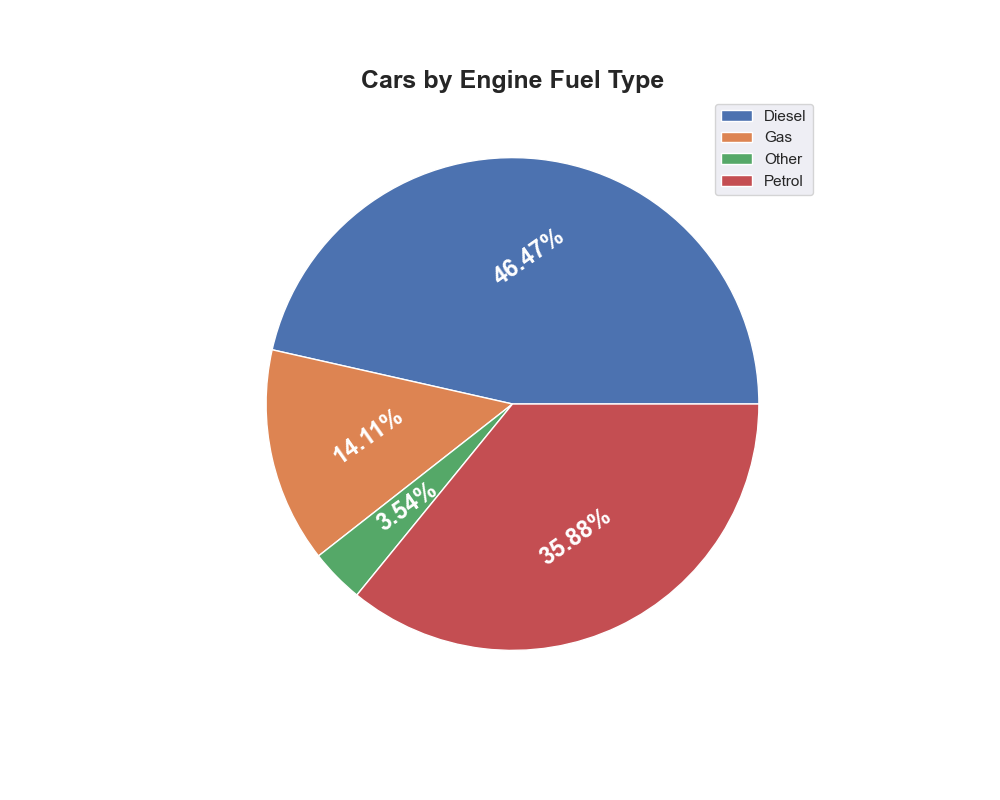 Cars by Engine Fuel Type
Diesel
Gas
Other
Petrol
46.47%
14.11%
3.54%
35.88%